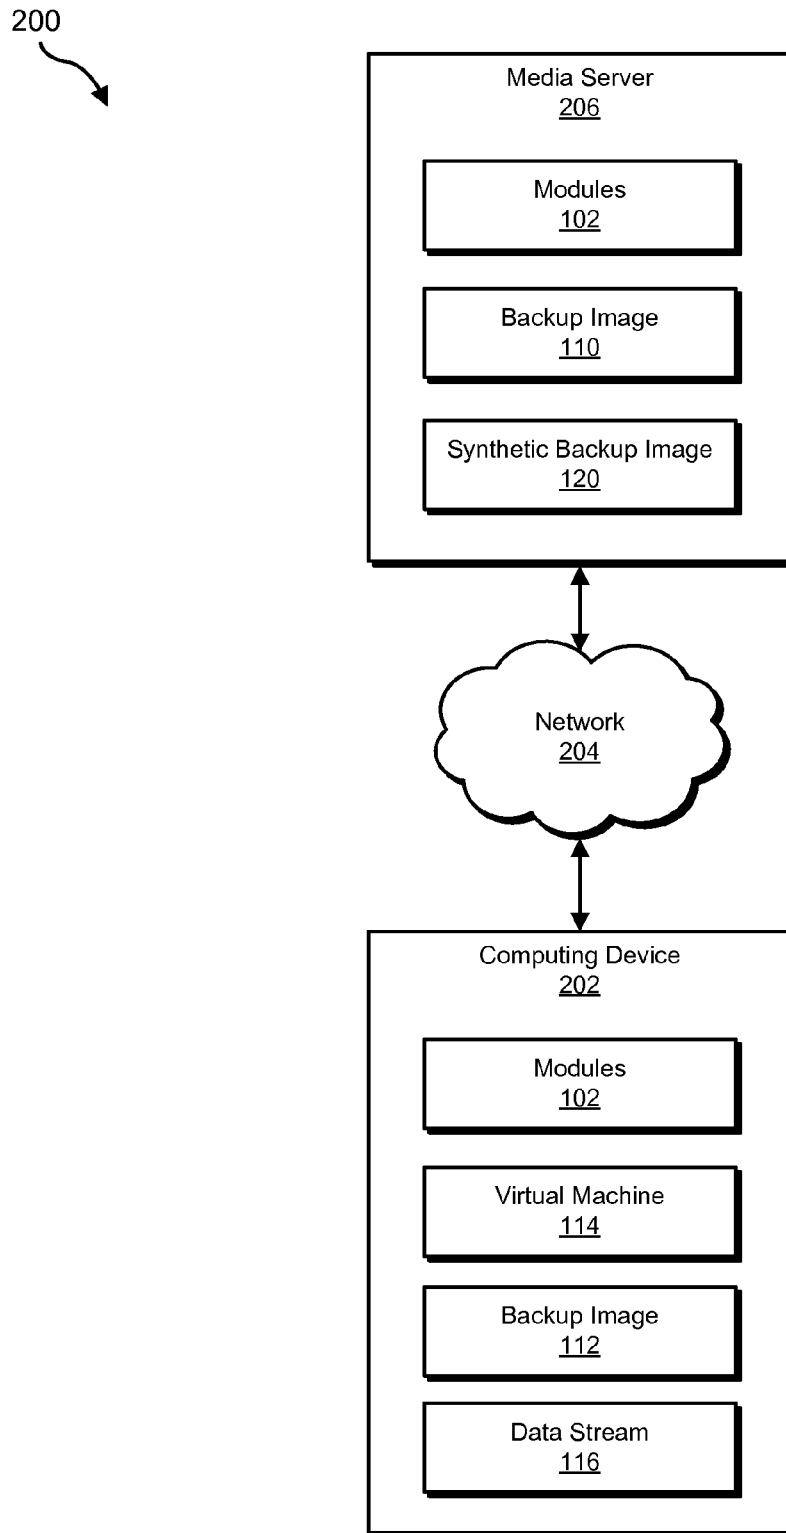 200
Media Server
206
Modules
102
Backup Image
110
Synthetic Backup Image
120
Network
204
Computing Device
202
Modules
102
Virtual Machine
114
Backup Image
112
Data Stream
116